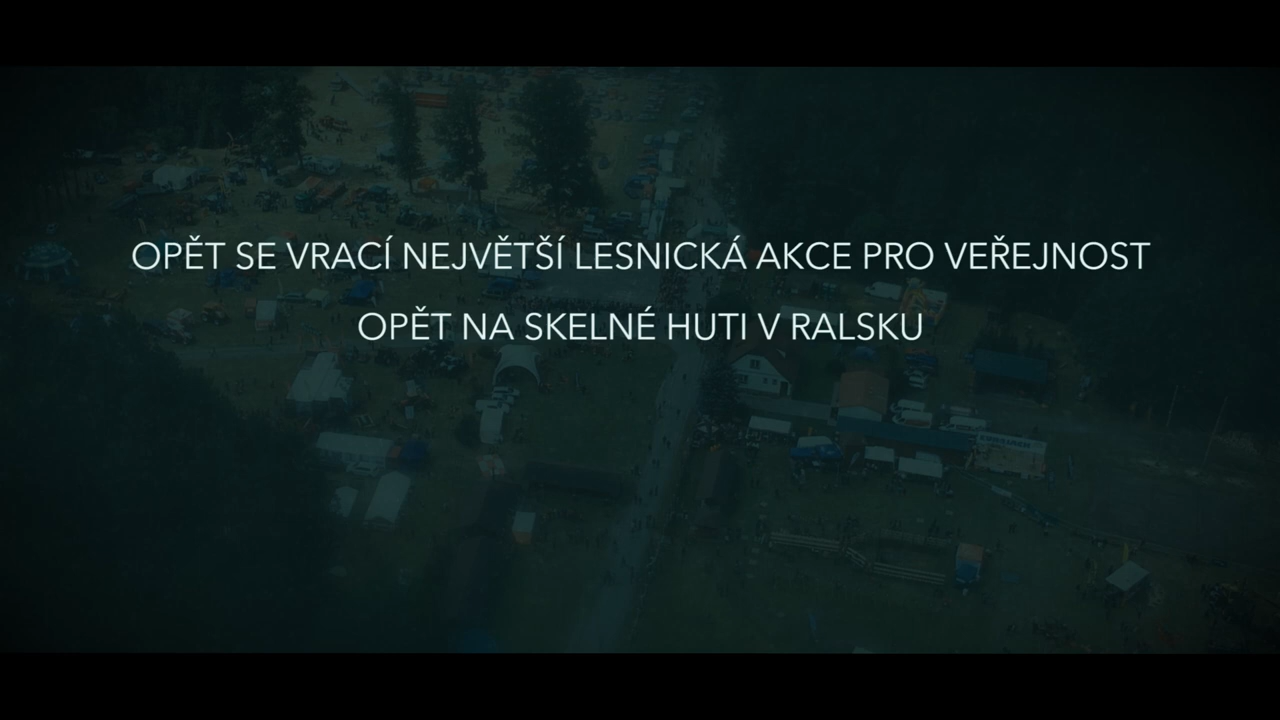 OPĚT SE VRACÍ NEJVĚTŠÍ LESNICKÁ AKCE PRO VEŘEJNOST
OPĚT NA SKELNÉ HUTI V RALSKU